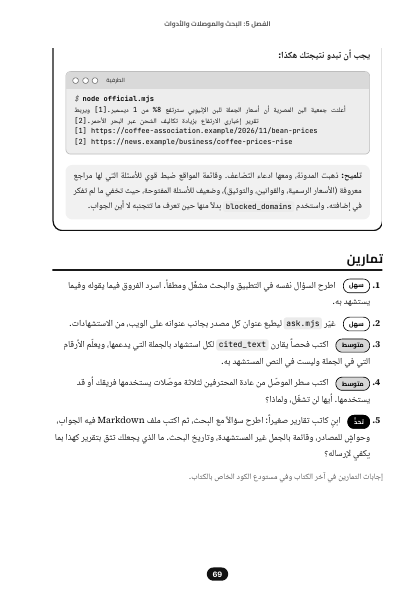 الفصل 5: البحث والموصلات والأدوات
يجب أن تبدو نتيجتك هكذا:
الطرفية
$ node official.mjs
أعلنت جمعية البن المصرية أن أسعار الجملة للبن الإثيوبي سترتفع 8% من 1 ديسمبر.[1] ويربط
تقرير إخباري الارتفاع بزيادة تكاليف الشحن عبر البحر الأحمر.[2]
[1] https://coffee-association.example/2026/11/bean-prices
[2] https://news.example/business/coffee-prices-rise
تلميح: ذهبت المدونة، ومعها ادعاء التضاعف. وقائمة المواقع ضبط قوي للأسئلة التي لها مراجع
معروفة (الأسعار الرسمية، والقوانين، والتوثيق)، وضعيف للأسئلة المفتوحة، حيث تخفي ما لم تفكر
في إضافته. واستخدم blocked_domains بدلاً منها حين تعرف ما تتجنبه لا أين الجواب.
تمارين
1. سهل اطرح السؤال نفسه في التطبيق والبحث مشغّل ومطفأ. اسرد الفروق فيما يقوله وفيما
يستشهد به.
2. سهل غيّر ask.mjs ليطبع عنوان كل مصدر بجانب عنوانه على الويب، من الاستشهادات.
3. متوسط اكتب فحصاً يقارن cited_text لكل استشهاد بالجملة التي يدعمها، ويعلّم الأرقام
التي في الجملة وليست في النص المستشهد به.
4. متوسط اكتب سطر الموصّل من عادة المحترفين لثلاثة موصّلات يستخدمها فريقك أو قد
يستخدمها. أيها لن تشغّل، ولماذا؟
5. تحدٍّ ابنِ كاتب تقارير صغيراً: اطرح سؤالاً مع البحث، ثم اكتب ملف Markdown فيه الجواب،
وحواشٍ للمصادر، وقائمة بالجمل غير المستشهدة، وتاريخ البحث. ما الذي يجعلك تثق بتقرير كهذا بما
يكفي لإرساله؟
إجابات التمارين في آخر الكتاب وفي مستودع الكود الخاص بالكتاب.
69